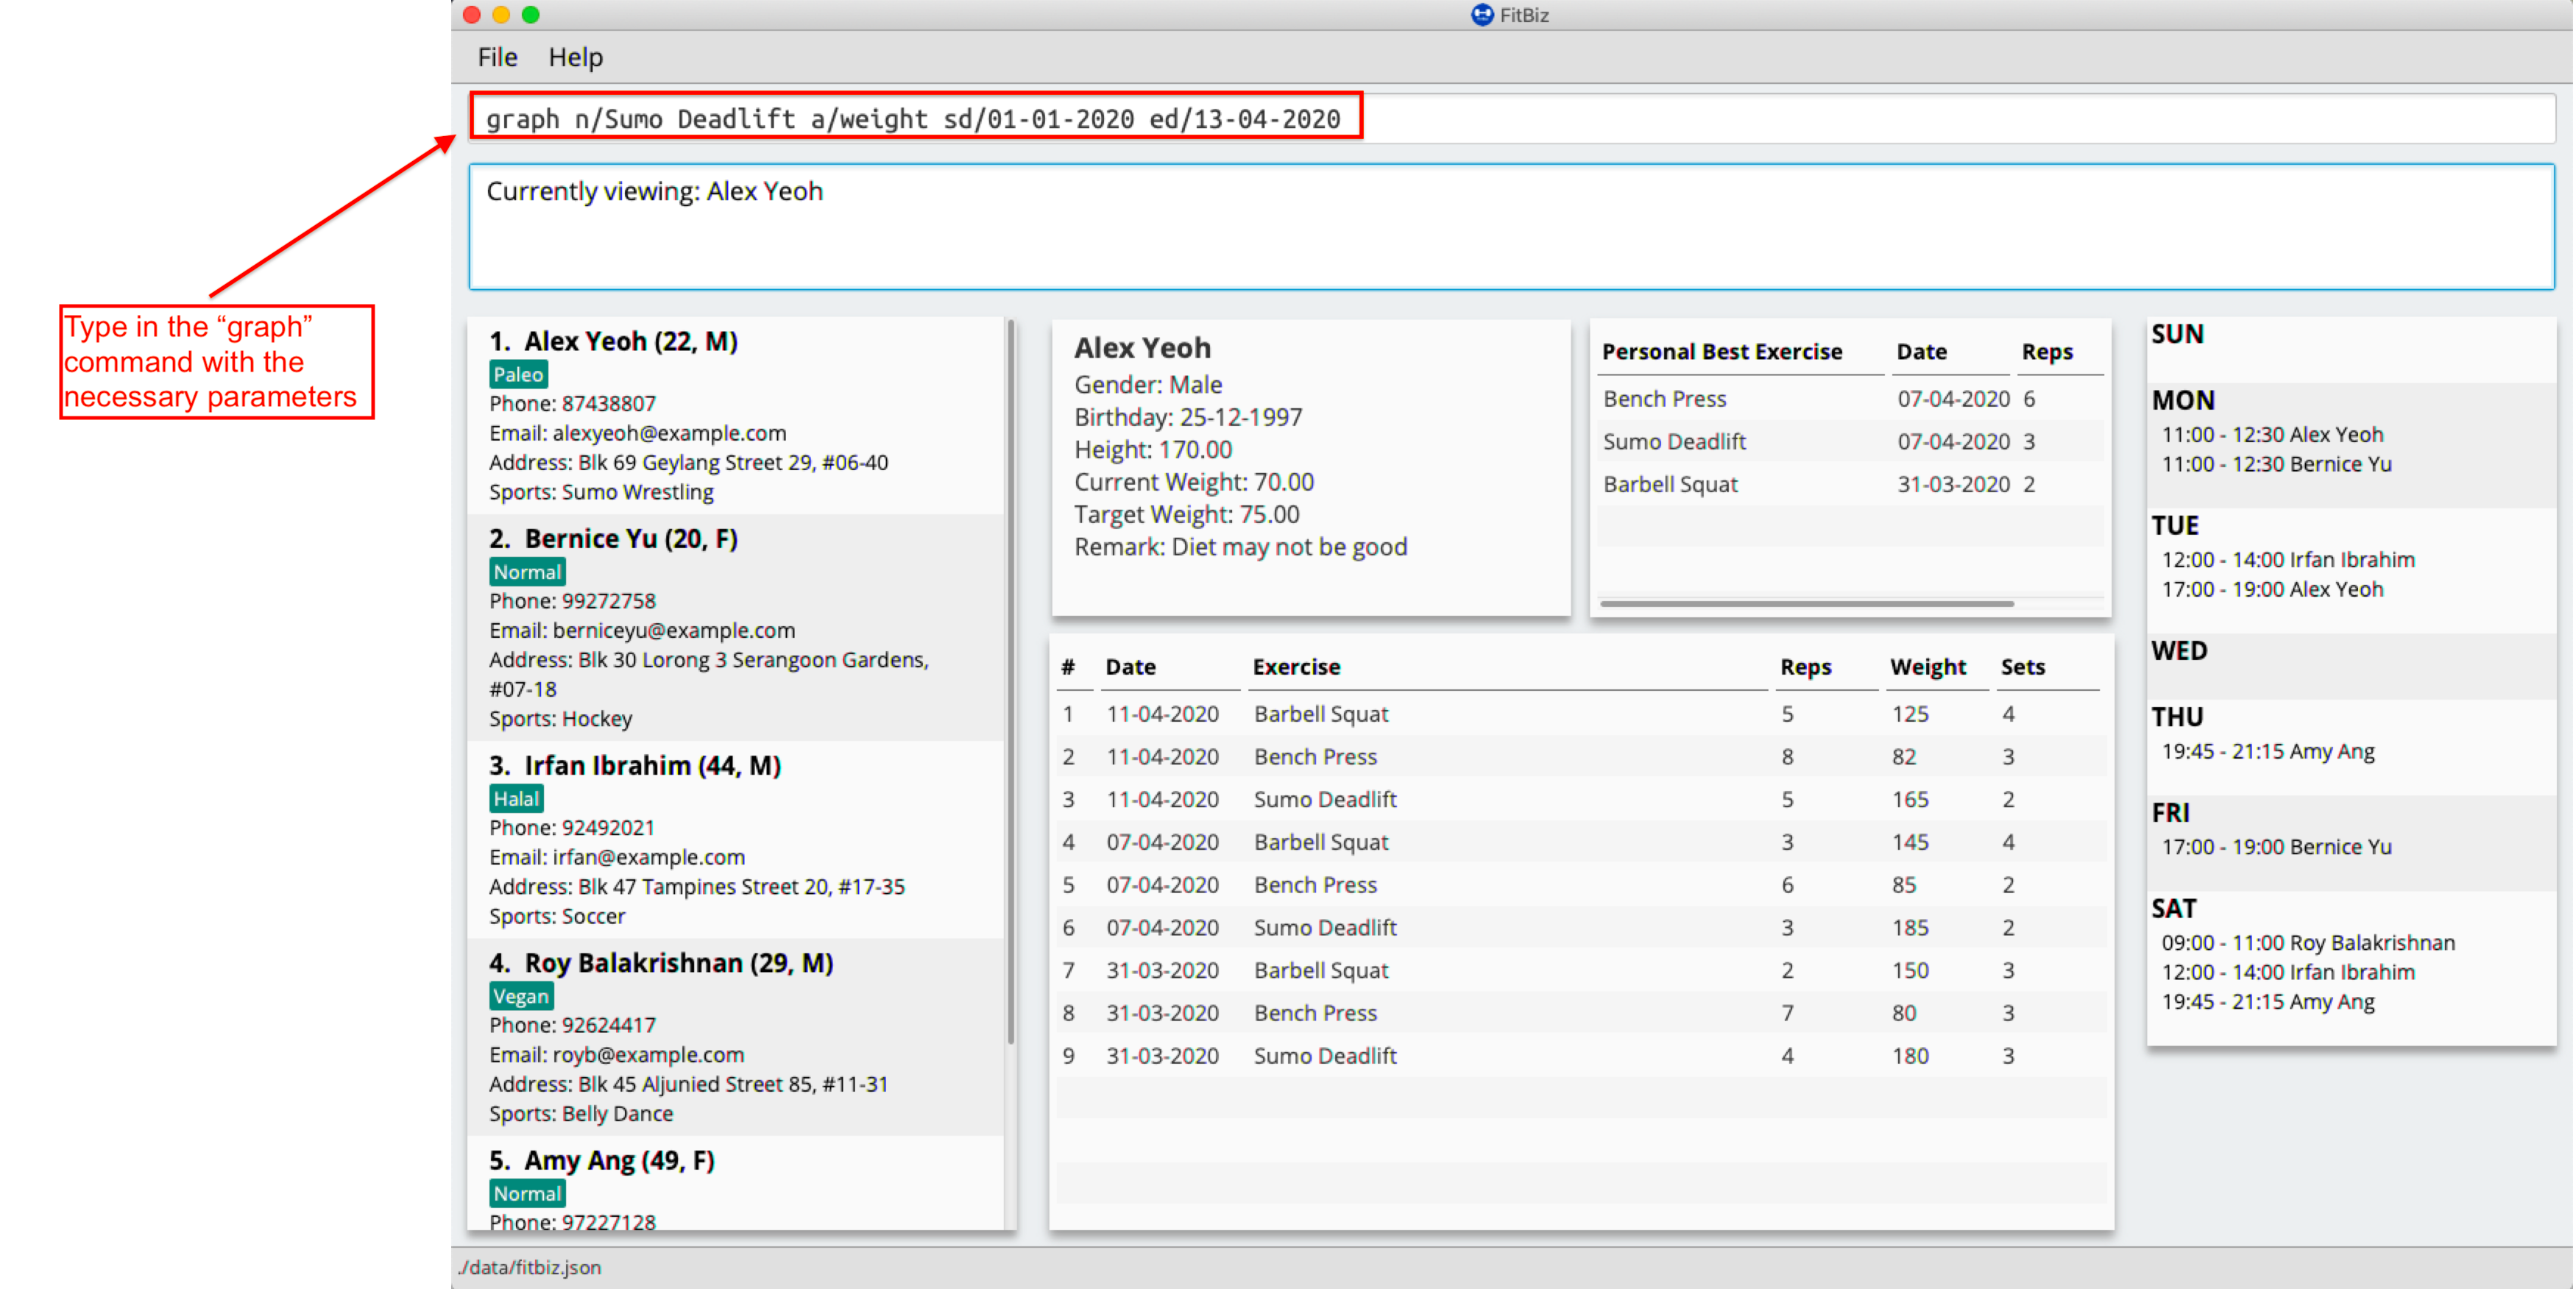 FitBiz
File Help
graph n/Sumo Deadlift a/weight sd/01-01-2020 ed/13-04-2020
Currently viewing: Alex Yeoh
Type in the “graph”
command with the
necessary parameters
1. Alex Yeoh (22, M)
Paleo
Phone: 87438807
Email: alexyeoh@example.com
Address: Blk 69 Geylang Street 29, #06-40
Sports: Sumo Wrestling
2. Bernice Yu (20, F)
Normal
Phone: 99272758
Email: berniceyu@example.com
Address: Blk 30 Lorong 3 Serangoon Gardens,
#07-18
Sports: Hockey
3. Irfan Ibrahim (44, M)
Halal
Phone: 92492021
Email: irfan@example.com
Address: Blk 47 Tampines Street 20, #17-35
Sports: Soccer
4. Roy Balakrishnan (29, M)
Vegan
Phone: 92624417
Email: royb@example.com
Address: Blk 45 Aljunied Street 85, #11-31
Sports: Belly Dance
5. Amy Ang (49, F)
Normal
Phone: 97227128
Alex Yeoh
Gender: Male
Birthday: 25-12-1997
Height: 170.00
Current Weight: 70.00
Target Weight: 75.00
Remark: Diet may not be good
Personal Best Exercise Date Reps
Bench Press 07-04-2020 6
Sumo Deadlift 07-04-2020 3
Barbell Squat 31-03-2020 2
# Date Exercise Reps Weight Sets
1 11-04-2020 Barbell Squat 5 125 4
2 11-04-2020 Bench Press 8 82 3
3 11-04-2020 Sumo Deadlift 5 165 2
4 07-04-2020 Barbell Squat 3 145 4
5 07-04-2020 Bench Press 6 85 2
6 07-04-2020 Sumo Deadlift 3 185 2
7 31-03-2020 Barbell Squat 2 150 3
8 31-03-2020 Bench Press 7 80 3
9 31-03-2020 Sumo Deadlift 4 180 3
SUN
MON
11:00 - 12:30 Alex Yeoh
11:00 - 12:30 Bernice Yu
TUE
12:00 - 14:00 Irfan Ibrahim
17:00 - 19:00 Alex Yeoh
WED
THU
19:45 - 21:15 Amy Ang
FRI
17:00 - 19:00 Bernice Yu
SAT
09:00 - 11:00 Roy Balakrishnan
12:00 - 14:00 Irfan Ibrahim
19:45 - 21:15 Amy Ang
./data/fitbiz.json